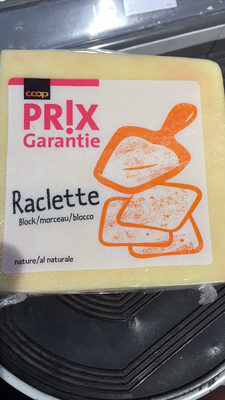 coop
PR!X
Garantie
Raclette
Block/morceau/blocco
nature/al naturale